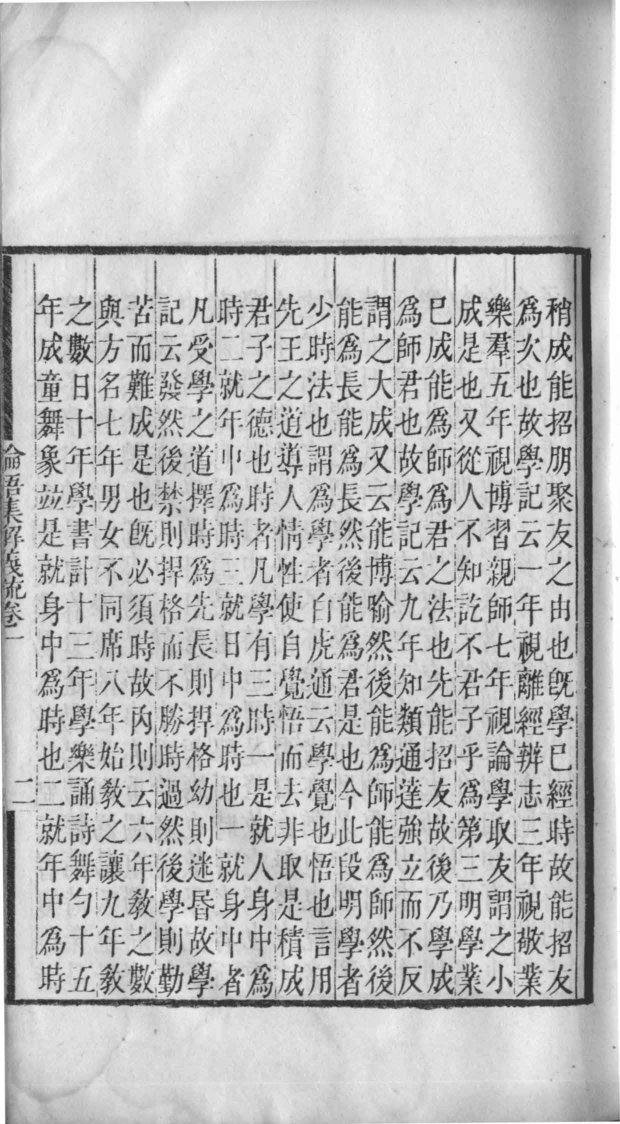 稍成能招朋聚友之由也旣學已經時故能招友
爲次也故學記云一年視離經辨志三年視敬業
樂羣五年視博習親師七年視論學取友謂之小
成是也又從人不知訖不君子乎爲第三明學業
已成能爲師爲君之法也先能招友故後乃學成
爲師君也故學記云九年知類通達強立而不反
謂之大成又云能博喻然後能爲師能爲師然後
能爲長能爲長然後能爲君是也今此段明學者
少時法也謂爲學者白虎通云學覺也悟也言用
先王之道導人情性使自覺悟而去非取是積成
君子之德也時者凡學有三時一是就人身中爲
時二就年中爲時三就日中爲時也一就身中者
凡受學之道擇時爲先長則捍格幼則迷昬故學
記云發然後禁則捍格而不勝時過然後學則勤
苦而難成是也旣必須時故內則云六年敎之數
與方名七年男女不同席八年始敎之讓九年敎
之數日十年學書計十三年學樂誦詩舞勺十五
年成童舞象並是就身中爲時也二就年中爲時
論語集解義疏卷一
二